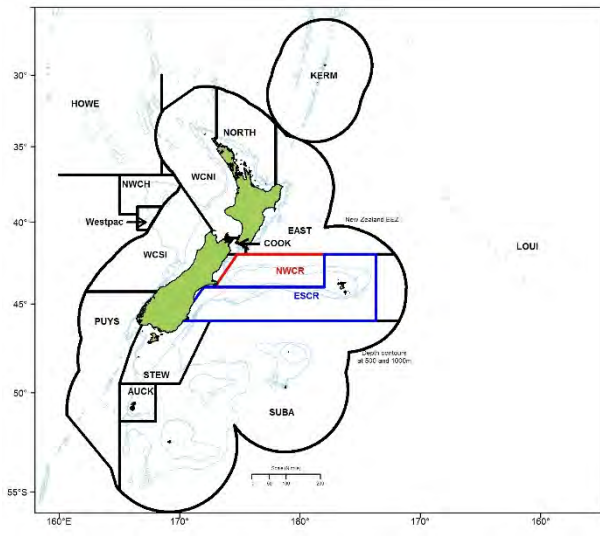 30°
KERM
HOWE
NORTH
35°
WCNI
NWCH
Westpac
40°
EAST
New Zealand EEZ
COOK
LOUI
WCSI
NWCR
ESCR
45°
PUYS
Depth contours
at 500 and 1000m
STEW
50°
AUCK
SUBA
55°S
160°E
170°
180°
170°
160°